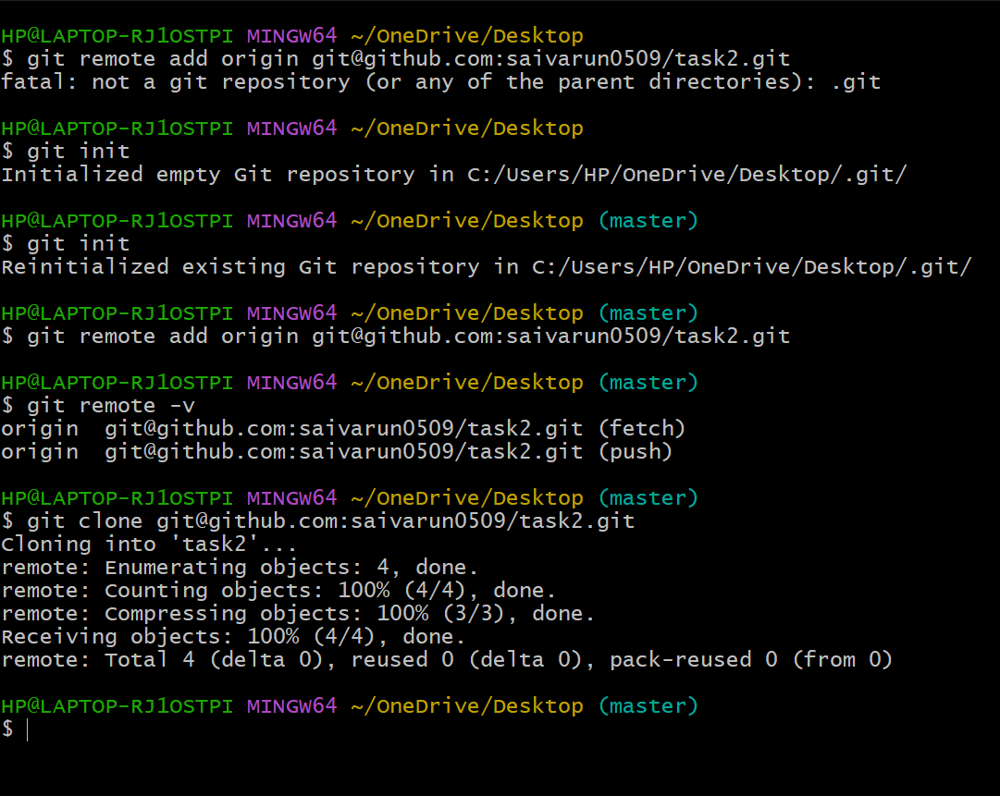 HP@LAPTOP-RJ1OSTPI MINGW64 ~/OneDrive/Desktop
$ git remote add origin git@github.com:saivarun0509/task2.git
fatal: not a git repository (or any of the parent directories): .git
HP@LAPTOP-RJ1OSTPI MINGW64 ~/OneDrive/Desktop
$ git init
Initialized empty Git repository in C:/Users/HP/OneDrive/Desktop/.git/
HP@LAPTOP-RJ1OSTPI MINGW64 ~/OneDrive/Desktop (master)
$ git init
Reinitialized existing Git repository in C:/Users/HP/OneDrive/Desktop/.git/
HP@LAPTOP-RJ1OSTPI MINGW64 ~/OneDrive/Desktop (master)
$ git remote add origin git@github.com:saivarun0509/task2.git
HP@LAPTOP-RJ1OSTPI MINGW64 ~/OneDrive/Desktop (master)
$ git remote -v
origin  git@github.com:saivarun0509/task2.git (fetch)
origin  git@github.com:saivarun0509/task2.git (push)
HP@LAPTOP-RJ1OSTPI MINGW64 ~/OneDrive/Desktop (master)
$ git clone git@github.com:saivarun0509/task2.git
Cloning into 'task2'...
remote: Enumerating objects: 4, done.
remote: Counting objects: 100% (4/4), done.
remote: Compressing objects: 100% (3/3), done.
Receiving objects: 100% (4/4), done.
remote: Total 4 (delta 0), reused 0 (delta 0), pack-reused 0 (from 0)
HP@LAPTOP-RJ1OSTPI MINGW64 ~/OneDrive/Desktop (master)
$